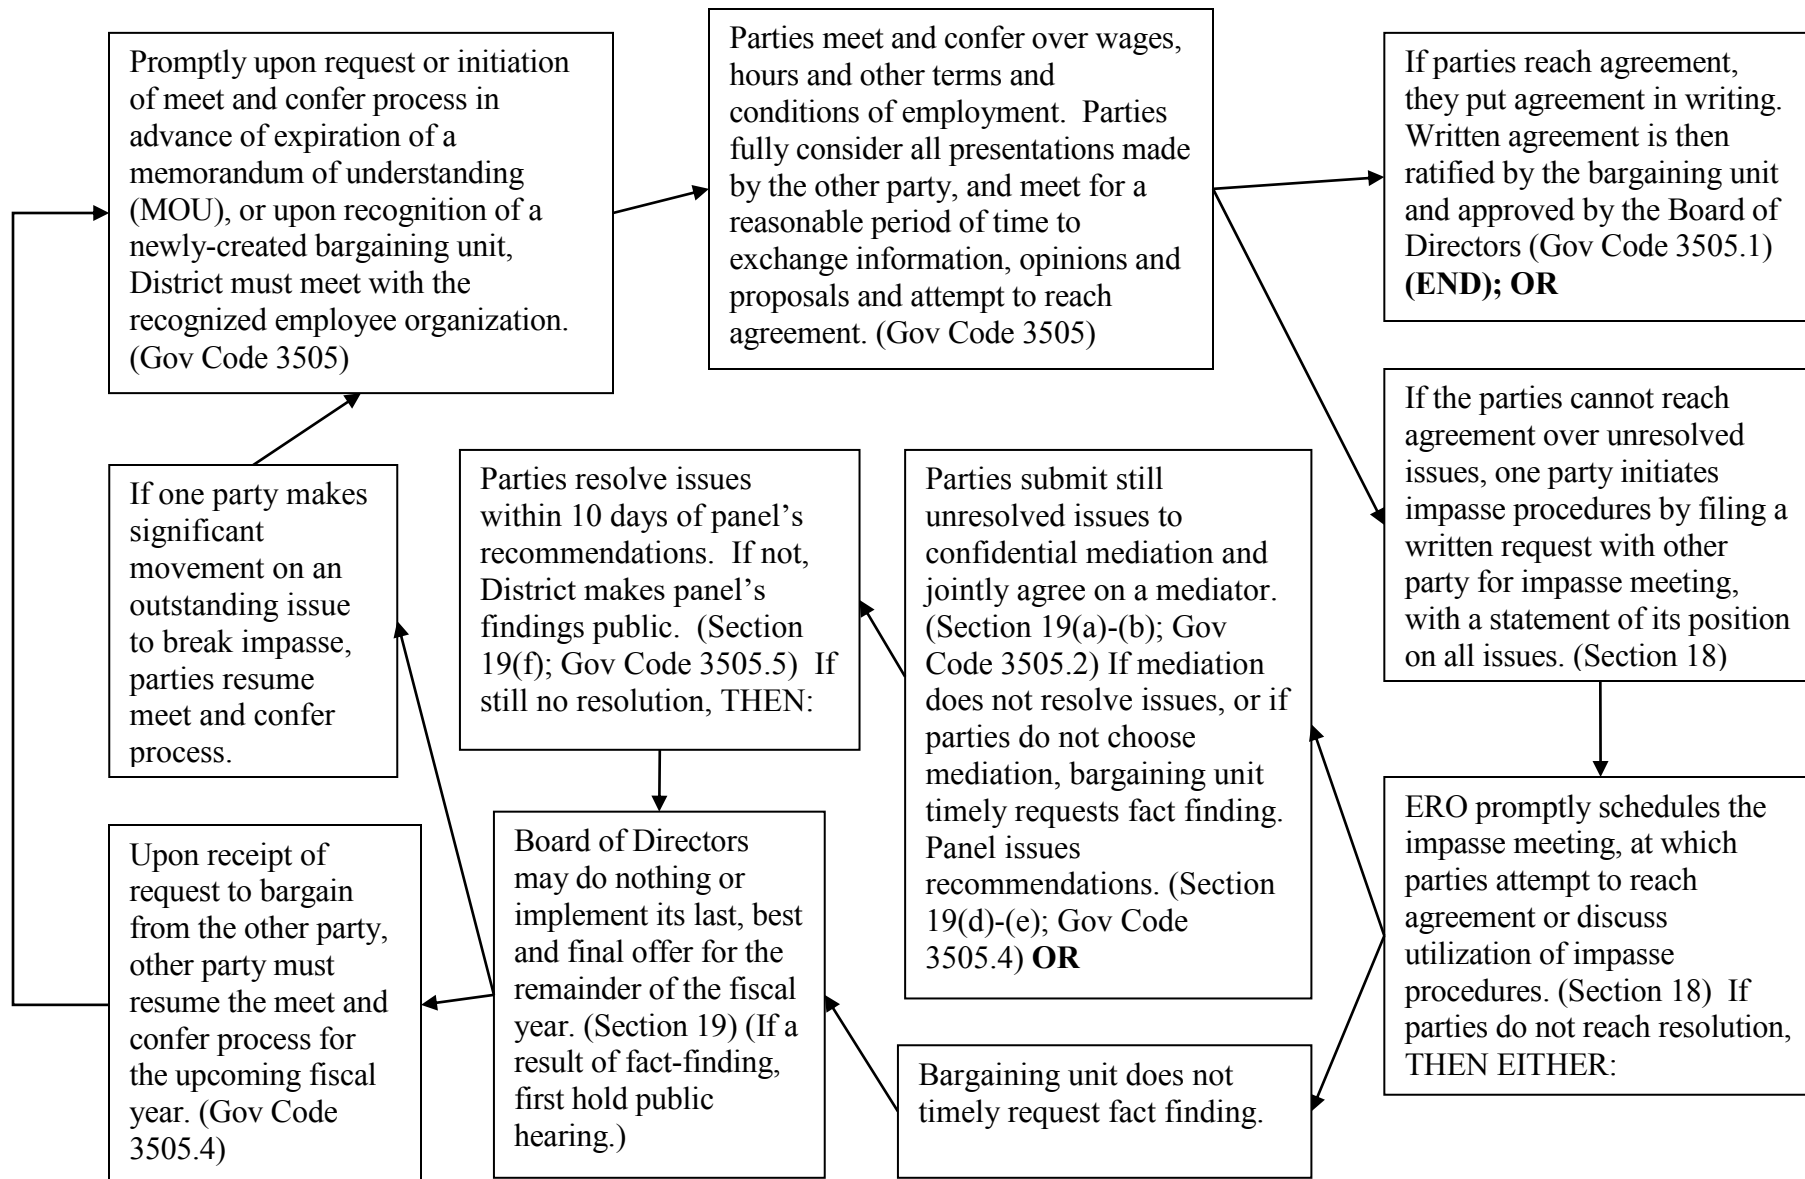 Promptly upon request or initiation
of meet and confer process in
advance of expiration of a
memorandum of understanding
(MOU), or upon recognition of a
newly-created bargaining unit,
District must meet with the
recognized employee organization.
(Gov Code 3505)
Parties meet and confer over wages,
hours and other terms and
conditions of employment.  Parties
fully consider all presentations made
by the other party, and meet for a
reasonable period of time to
exchange information, opinions and
proposals and attempt to reach
agreement. (Gov Code 3505)
If parties reach agreement,
they put agreement in writing.
Written agreement is then
ratified by the bargaining unit
and approved by the Board of
Directors (Gov Code 3505.1)
(END); OR
If the parties cannot reach
agreement over unresolved
issues, one party initiates
impasse procedures by filing a
written request with other
party for impasse meeting,
with a statement of its position
on all issues. (Section 18)
ERO promptly schedules the
impasse meeting, at which
parties attempt to reach
agreement or discuss
utilization of impasse
procedures. (Section 18)  If
parties do not reach resolution,
THEN EITHER:
Parties submit still
unresolved issues to
confidential mediation and
jointly agree on a mediator.
(Section 19(a)-(b); Gov
Code 3505.2) If mediation
does not resolve issues, or if
parties do not choose
mediation, bargaining unit
timely requests fact finding.
Panel issues
recommendations. (Section
19(d)-(e); Gov Code
3505.4) OR
Bargaining unit does not
timely request fact finding.
Parties resolve issues
within 10 days of panel’s
recommendations.  If not,
District makes panel’s
findings public.  (Section
19(f); Gov Code 3505.5)  If
still no resolution, THEN:
Board of Directors
may do nothing or
implement its last, best
and final offer for the
remainder of the fiscal
year. (Section 19) (If a
result of fact-finding,
first hold public
hearing.)
If one party makes
significant
movement on an
outstanding issue
to break impasse,
parties resume
meet and confer
process.
Upon receipt of
request to bargain
from the other party,
other party must
resume the meet and
confer process for
the upcoming fiscal
year. (Gov Code
3505.4)